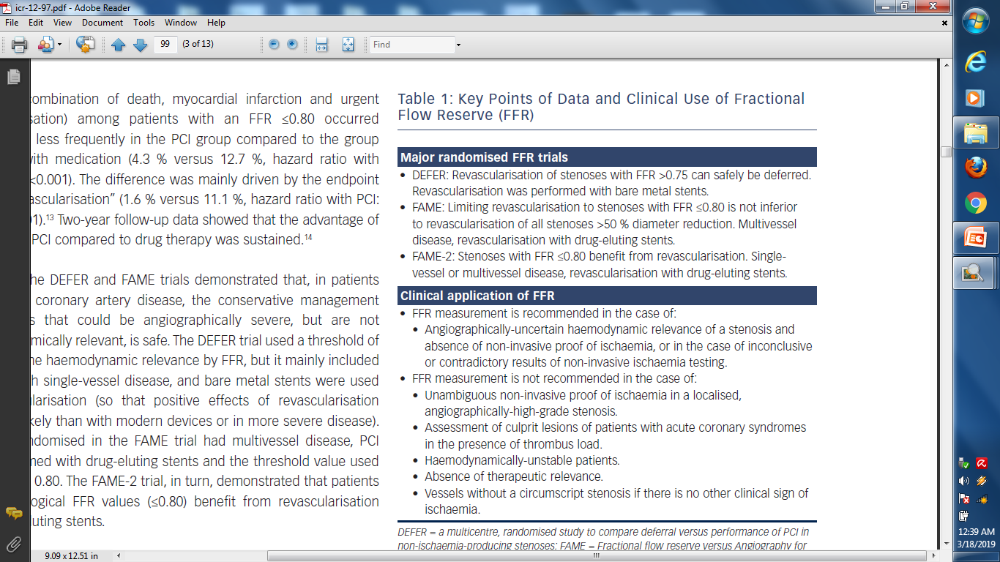 icr-12-97.pdf - Adobe Reader
File Edit View Document Tools Window Help
99 (3 of 13) Find
combination of death, myocardial infarction and urgent
sation) among patients with an FFR ≤0.80 occurred
less frequently in the PCI group compared to the group
with medication (4.3 % versus 12.7 %, hazard ratio with
<0.001). The difference was mainly driven by the endpoint
ascularisation” (1.6 % versus 11.1 %, hazard ratio with PCI:
1).13 Two-year follow-up data showed that the advantage of
PCI compared to drug therapy was sustained.14
he DEFER and FAME trials demonstrated that, in patients
coronary artery disease, the conservative management
s that could be angiographically severe, but are not
mically relevant, is safe. The DEFER trial used a threshold of
ne haemodynamic relevance by FFR, but it mainly included
h single-vessel disease, and bare metal stents were used
ularisation (so that positive effects of revascularisation
kely than with modern devices or in more severe disease).
ndomised in the FAME trial had multivessel disease, PCI
med with drug-eluting stents and the threshold value used
0.80. The FAME-2 trial, in turn, demonstrated that patients
ogical FFR values (≤0.80) benefit from revascularisation
luting stents.
Table 1: Key Points of Data and Clinical Use of Fractional
Flow Reserve (FFR)
Major randomised FFR trials
• DEFER: Revascularisation of stenoses with FFR >0.75 can safely be deferred.
Revascularisation was performed with bare metal stents.
• FAME: Limiting revascularisation to stenoses with FFR ≤0.80 is not inferior
to revascularisation of all stenoses >50 % diameter reduction. Multivessel
disease, revascularisation with drug-eluting stents.
• FAME-2: Stenoses with FFR ≤0.80 benefit from revascularisation. Single-
vessel or multivessel disease, revascularisation with drug-eluting stents.
Clinical application of FFR
• FFR measurement is recommended in the case of:
• Angiographically-uncertain haemodynamic relevance of a stenosis and
absence of non-invasive proof of ischaemia, or in the case of inconclusive
or contradictory results of non-invasive ischaemia testing.
• FFR measurement is not recommended in the case of:
• Unambiguous non-invasive proof of ischaemia in a localised,
angiographically-high-grade stenosis.
• Assessment of culprit lesions of patients with acute coronary syndromes
in the presence of thrombus load.
• Haemodynamically-unstable patients.
• Absence of therapeutic relevance.
• Vessels without a circumscript stenosis if there is no other clinical sign of
ischaemia.
DEFER = a multicentre, randomised study to compare deferral versus performance of PCI in
non-ischaemia-producing stenoses; FAME = Fractional flow reserve versus Angiography for
9.09 x 12.51 in
12:39 AM
3/18/2019